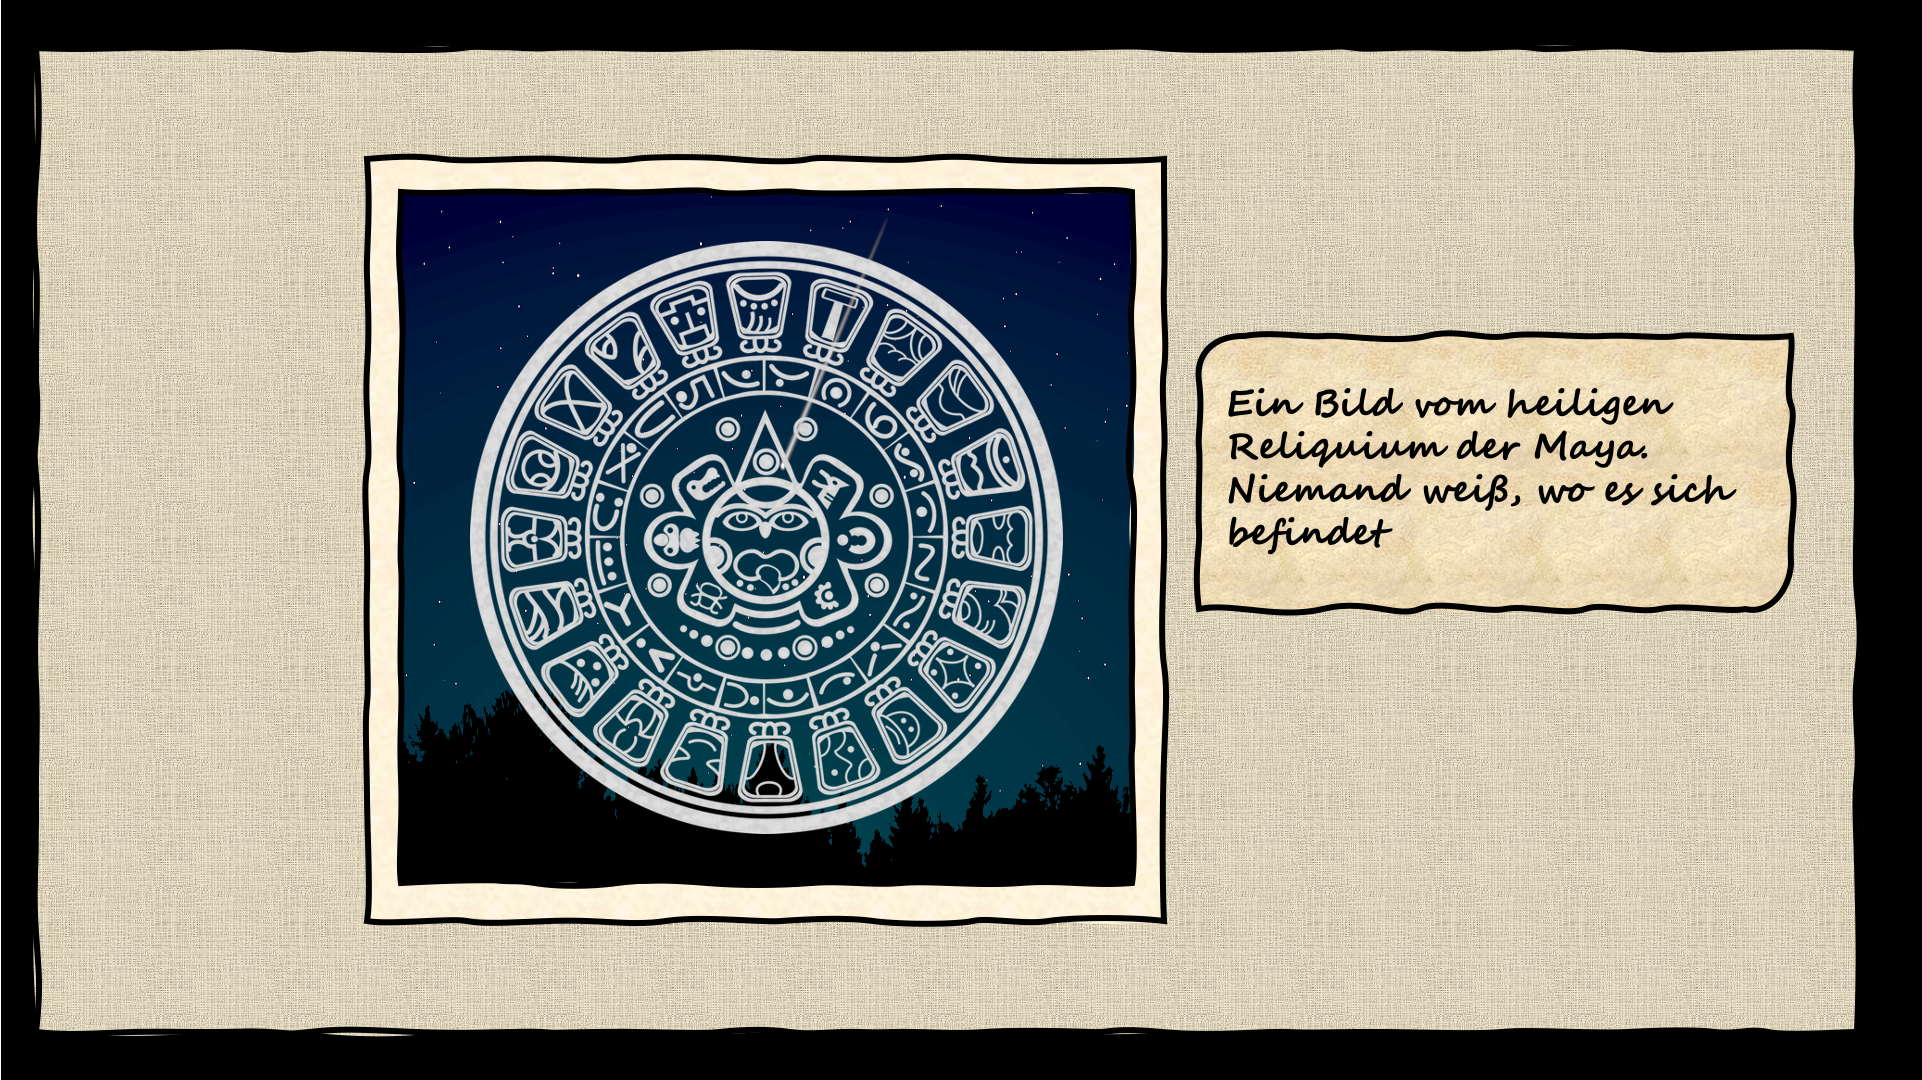 Ein Bild vom heiligen
Reliquium der Maya.
Niemand weiß, wo es sich
befindet